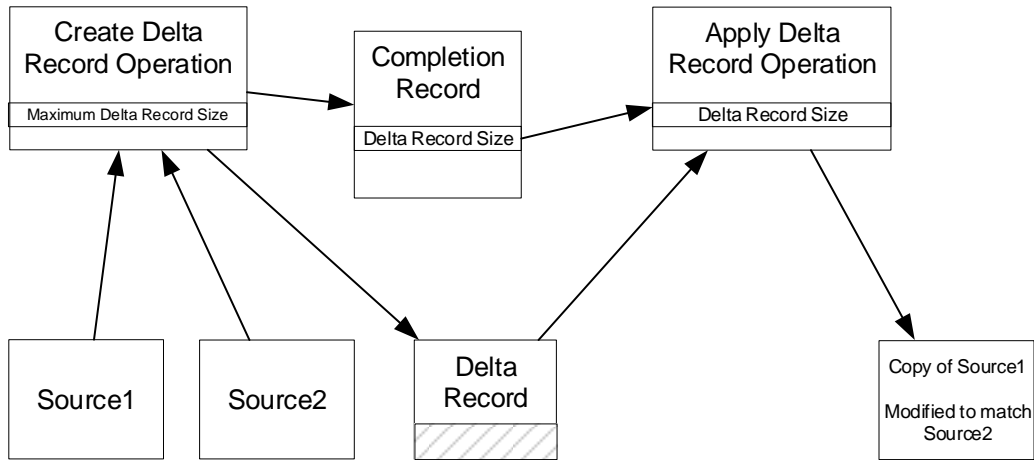 Create Delta
Record Operation
Maximum Delta Record Size
Completion
Record
Delta Record Size
Apply Delta
Record Operation
Delta Record Size
Source1
Source2
Delta
Record
Copy of Source1
Modified to match
Source2